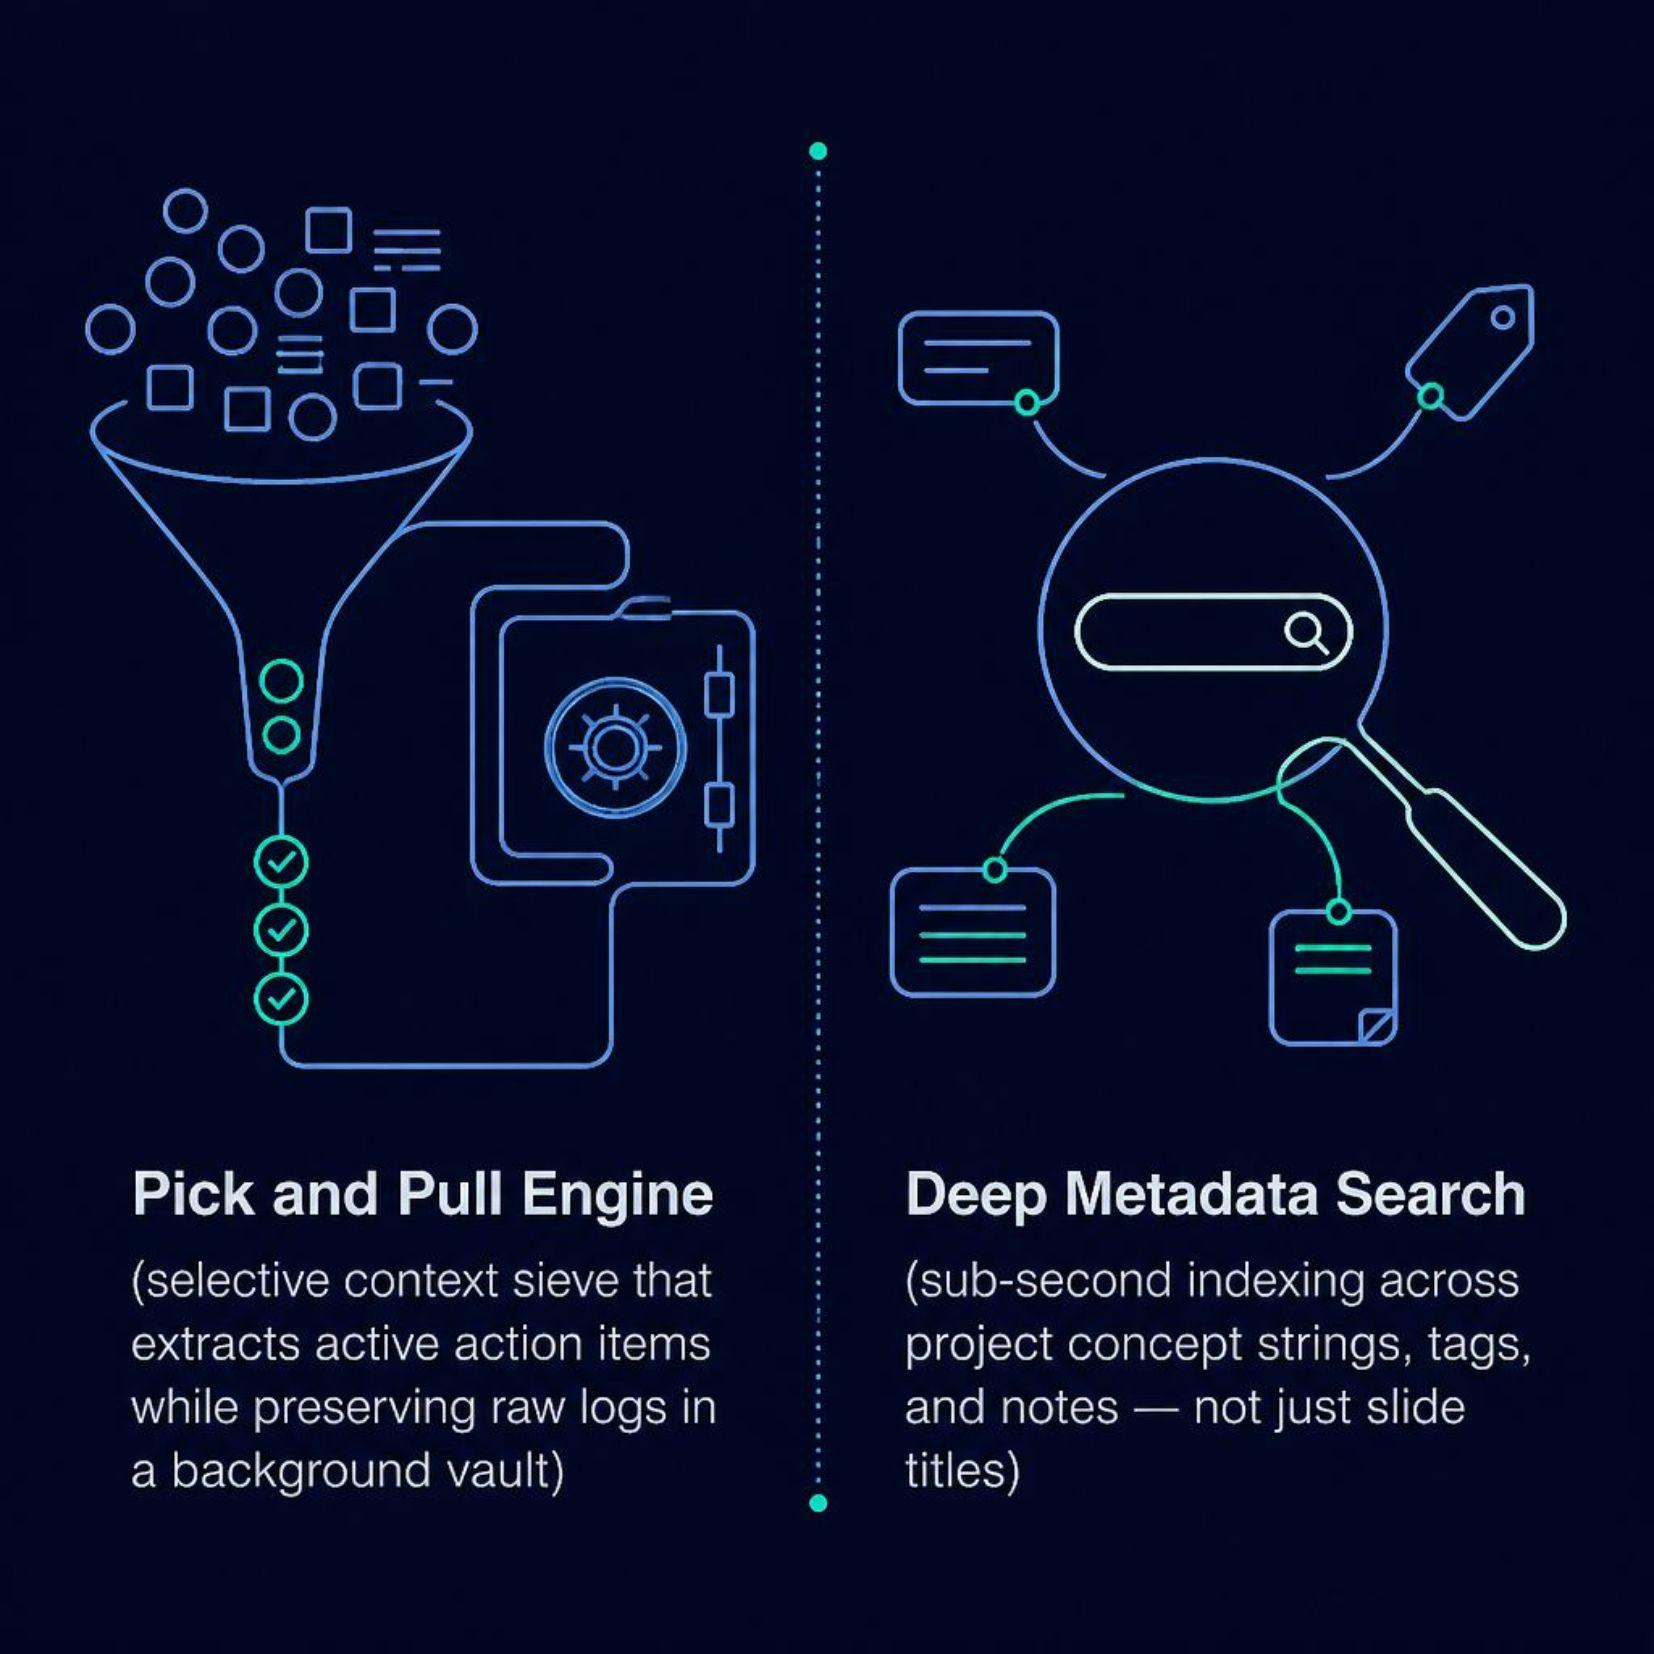 Pick and Pull Engine
(selective context sieve that
extracts active action items
while preserving raw logs in
a background vault)
Deep Metadata Search
(sub-second indexing across
project concept strings, tags,
and notes — not just slide
titles)